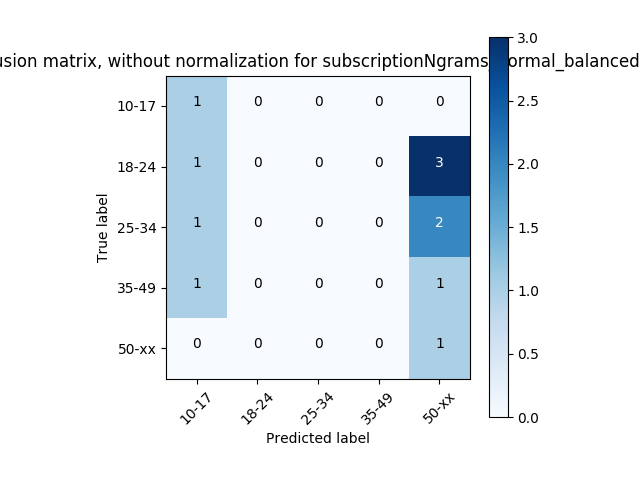 usion matrix, without normalization for subscriptionNgrams_normal_balanced
10-17 1 0 0 0 0
18-24 1 0 0 0 3
25-34 1 0 0 0 2
35-49 1 0 0 0 1
50-xx 0 0 0 0 1
True label
10-17 18-24 25-34 35-49 50-xx
Predicted label
3.0
2.5
2.0
1.5
1.0
0.5
0.0